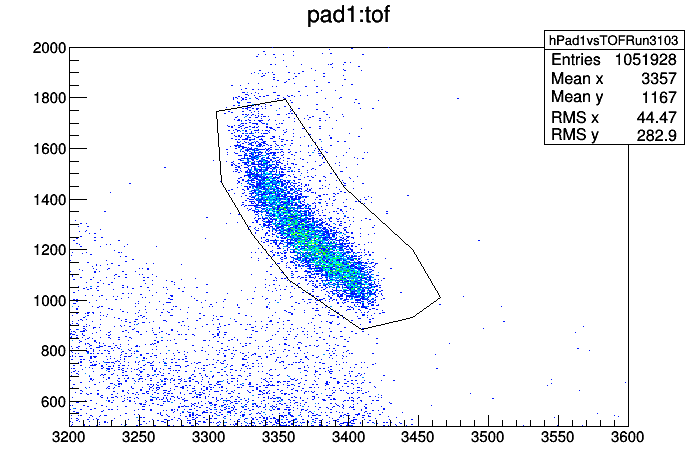 pad1:tof
hPad1vsTOFRun3103
Entries 1051928
Mean x 3357
Mean y 1167
RMS x 44.47
RMS y 282.9
2000
1800
1600
1400
1200
1000
800
600
3200 3250 3300 3350 3400 3450 3500 3550 3600